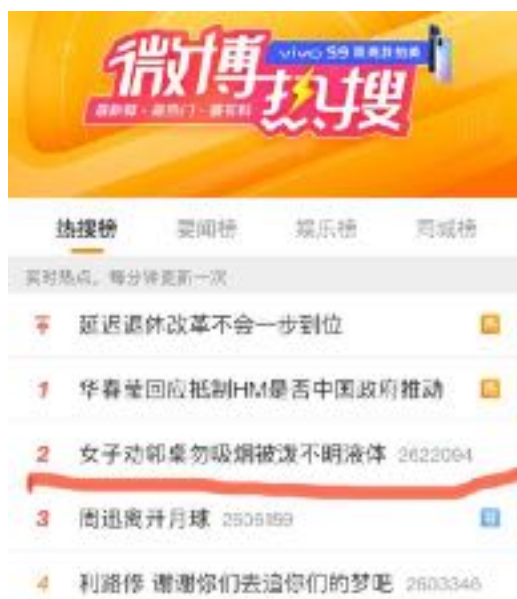 微博
热搜
vivo S9
热搜榜 要闻榜 娱乐榜 同城榜
实时热点，每分钟更新一次
延迟退休改革不会一步到位 热
1 华春莹回应抵制HM是否中国政府推动 热
2 女子劝邻桌勿吸烟被泼不明液体 2622094
3 周迅离开月球
4 利路修 谢谢你们去追你们的梦吧 2603346